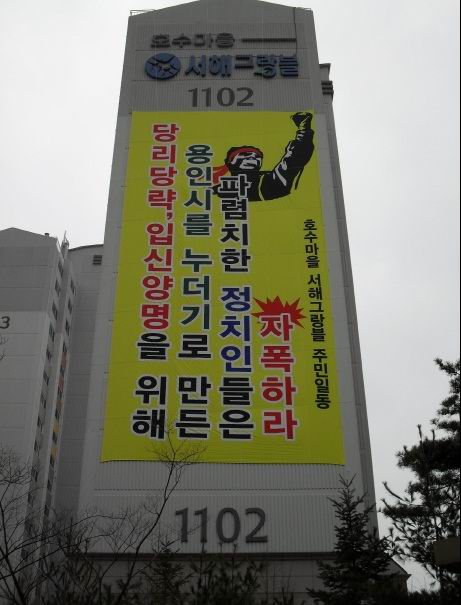 호수마을
서해그랑블
1102
당리당략,입신양명을 위해
용인시를 누더기로 만든
파렴치한 정치인들은
자폭하라
호수마을 서해그랑블 주민일동
1102
3